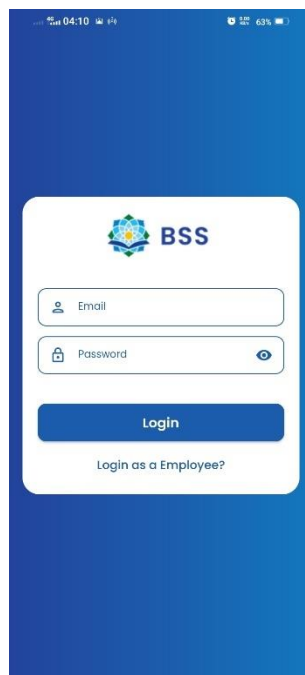 04:10 63%
BSS
Email
Password
Login
Login as a Employee?